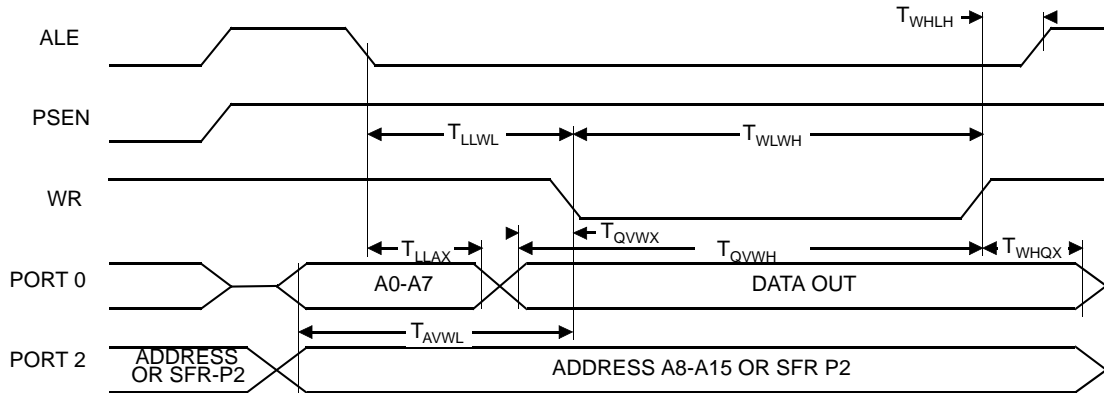 ALE
T_WHLH
PSEN
T_LLWL
T_WLWH
WR
T_LLAX
T_QVWX
T_QVWH
T_WHQX
PORT 0
A0-A7
DATA OUT
T_AVWL
PORT 2
ADDRESS
OR SFR-P2
ADDRESS A8-A15 OR SFR P2